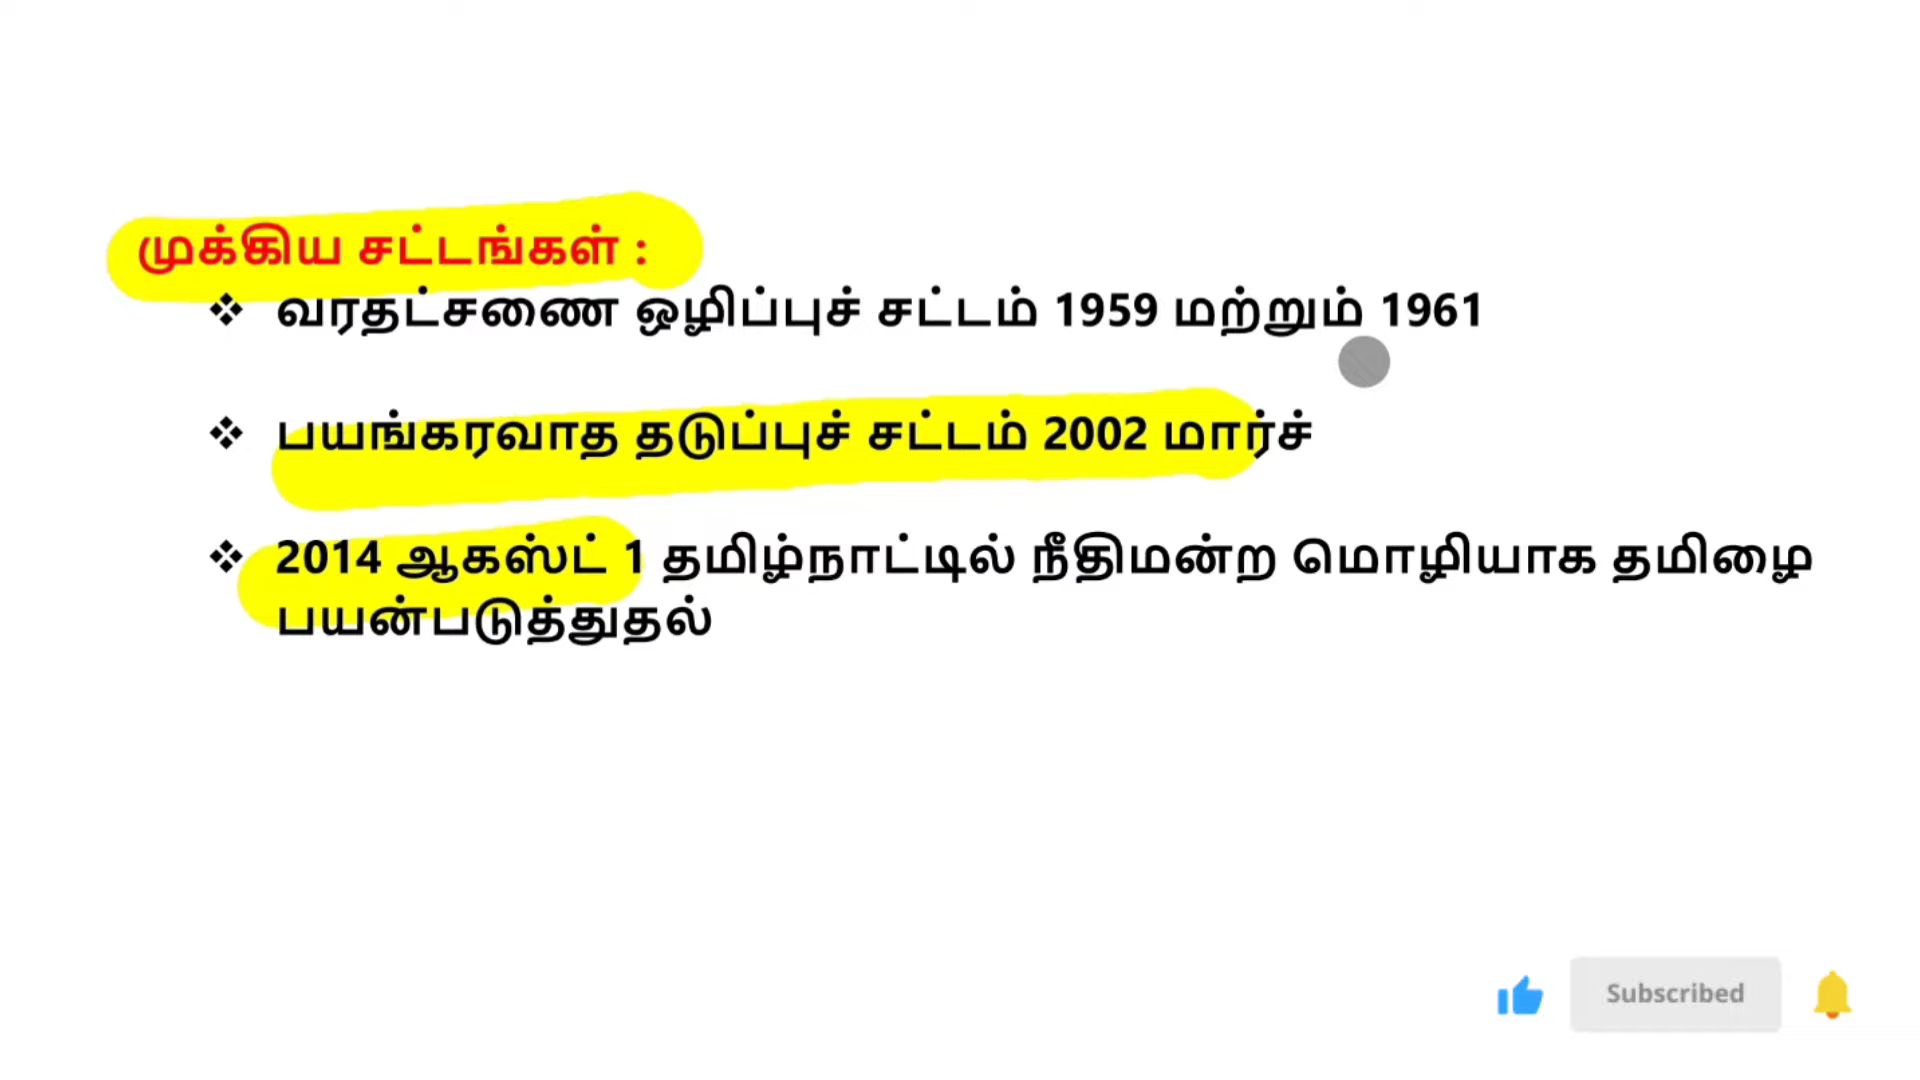 முக்கிய சட்டங்கள் :
❖ வரதட்சணை ஒழிப்புச் சட்டம் 1959 மற்றும் 1961
❖ பயங்கரவாத தடுப்புச் சட்டம் 2002 மார்ச்
❖ 2014 ஆகஸ்ட் 1 தமிழ்நாட்டில் நீதிமன்ற மொழியாக தமிழை
பயன்படுத்துதல்
Subscribed